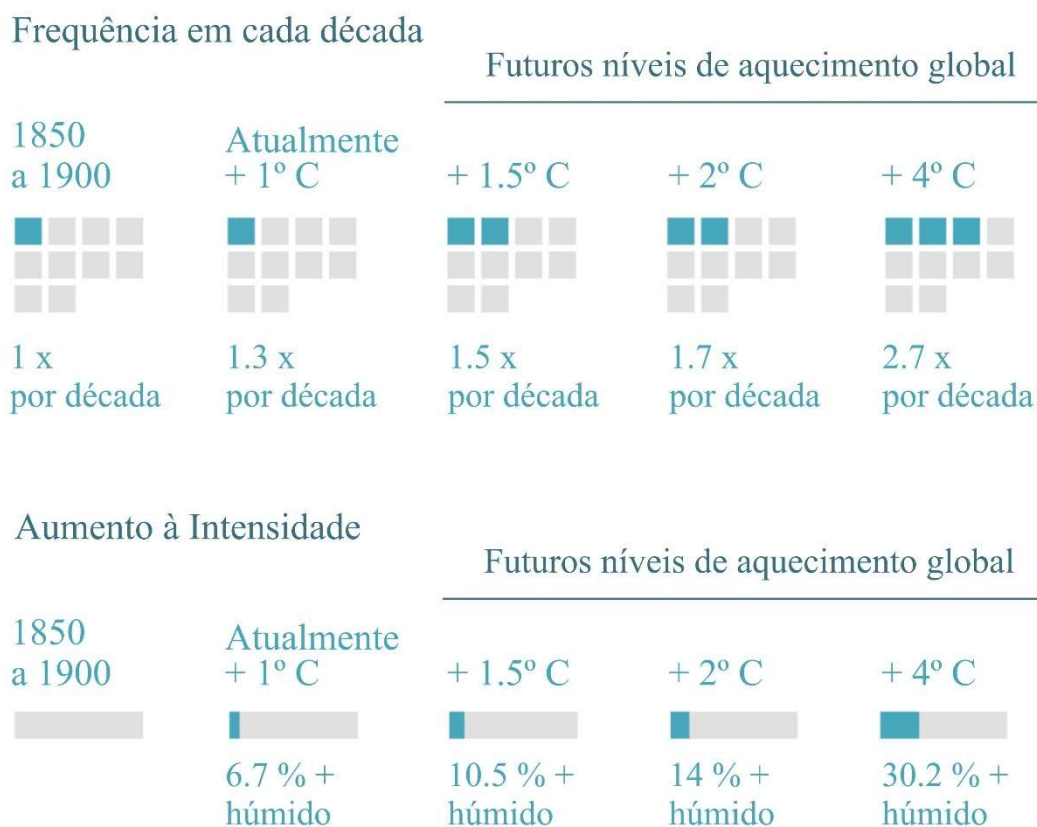 Frequência em cada década
Futuros níveis de aquecimento global
1850
a 1900
Atualmente
+ 1º C
+ 1.5º C
+ 2º C
+ 4º C
1 x
por década
1.3 x
por década
1.5 x
por década
1.7 x
por década
2.7 x
por década
Aumento à Intensidade
Futuros níveis de aquecimento global
1850
a 1900
Atualmente
+ 1º C
+ 1.5º C
+ 2º C
+ 4º C
6.7 % +
húmido
10.5 % +
húmido
14 % +
húmido
30.2 % +
húmido